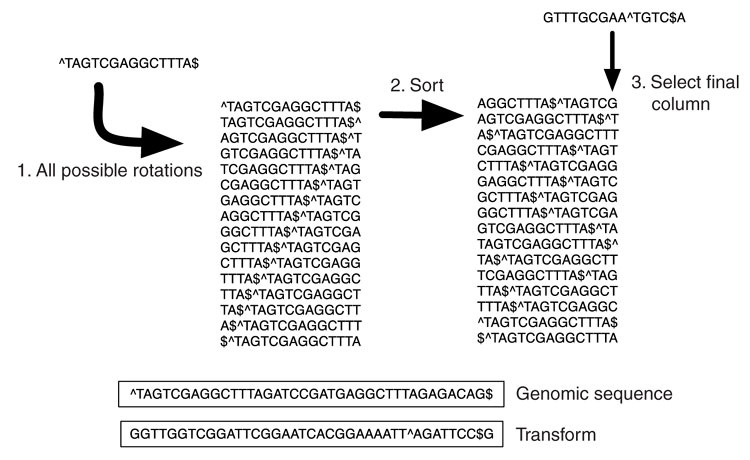 GTTTGCGAA^TGTC$A
^TAGTCGAGGCTTTA$
1. All possible rotations
^TAGTCGAGGCTTTA$
TAGTCGAGGCTTTA$^
AGTCGAGGCTTTA$^T
GTCGAGGCTTTA$^TA
TCGAGGCTTTA$^TAG
CGAGGCTTTA$^TAGT
GAGGCTTTA$^TAGTC
AGGCTTTA$^TAGTCG
GGCTTTA$^TAGTCGA
GCTTTA$^TAGTCGAG
CTTTA$^TAGTCGAGG
TTTA$^TAGTCGAGGC
TTA$^TAGTCGAGGCT
TA$^TAGTCGAGGCTT
A$^TAGTCGAGGCTTT
$^TAGTCGAGGCTTTA
2. Sort
AGGCTTTA$^TAGTCG
AGTCGAGGCTTTA$^T
A$^TAGTCGAGGCTTT
CGAGGCTTTA$^TAGT
CTTTA$^TAGTCGAGG
GAGGCTTTA$^TAGTC
GCTTTA$^TAGTCGAG
GGCTTTA$^TAGTCGA
GTCGAGGCTTTA$^TA
TAGTCGAGGCTTTA$^
TA$^TAGTCGAGGCTT
TCGAGGCTTTA$^TAG
TTA$^TAGTCGAGGCT
TTTA$^TAGTCGAGGC
^TAGTCGAGGCTTTA$
$^TAGTCGAGGCTTTA
3. Select final
column
^TAGTCGAGGCTTTAGATCCGATGAGGCTTTAGAGACAG$
Genomic sequence
GGTTGGTCGGATTCGGAATCACGGAAAATT^AGATTCC$G
Transform